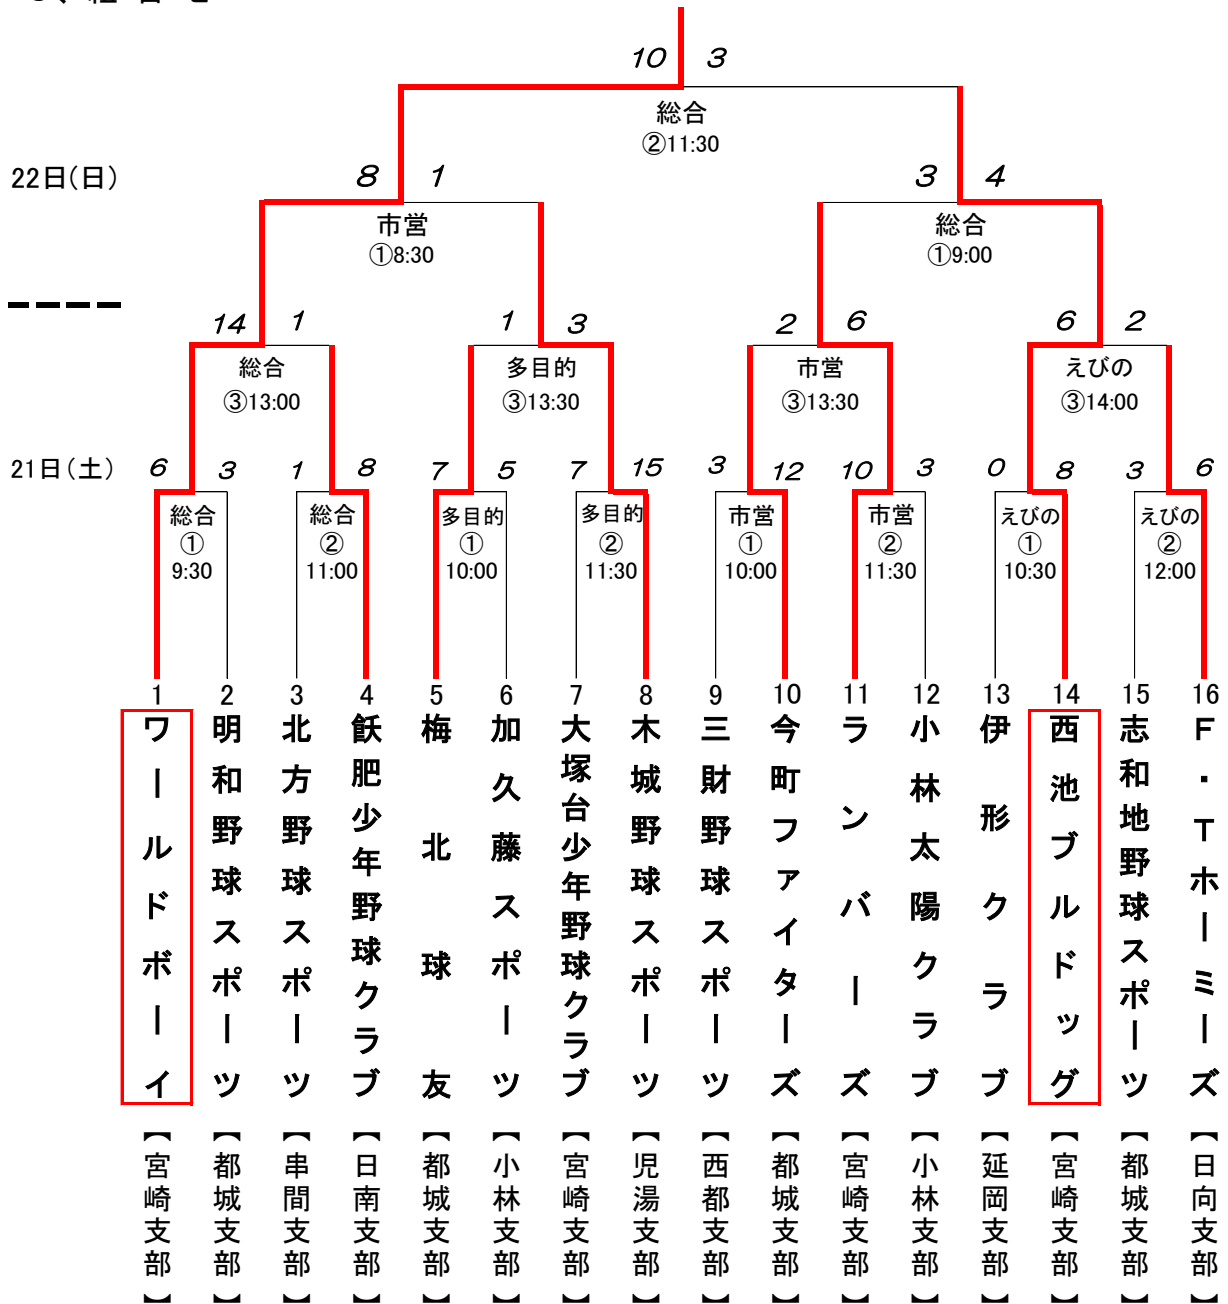 10 3
総合
②11:30
22日(日)
8 1 3 4
市営 総合
①8:30 ①9:00
14 1 1 3 2 6 6 2
総合 多目的 市営 えびの
③13:00 ③13:30 ③13:30 ③14:00
21日(土) 6 3 1 8 7 5 7 15 3 12 10 3 0 8 3 6
総合 総合 多目的 多目的 市営 市営 えびの えびの
① ② ① ② ① ② ① ②
9:30 11:00 10:00 11:30 10:00 11:30 10:30 12:00
1 2 3 4 5 6 7 8 9 10 11 12 13 14 15 16
ワールドボーイ
明和野球スポーツ
北方野球スポーツ
飫肥少年野球クラブ
梅北球友
加久藤スポーツ
大塚台少年野球クラブ
木城野球スポーツ
三財野球スポーツ
今町ファイターズ
ランバーズ
小林太陽クラブ
伊形クラブ
西池ブルドッグ
志和地野球スポーツ
F・Tホーミーズ
【宮崎支部】
【都城支部】
【串間支部】
【日南支部】
【都城支部】
【小林支部】
【宮崎支部】
【児湯支部】
【西都支部】
【都城支部】
【宮崎支部】
【小林支部】
【延岡支部】
【宮崎支部】
【都城支部】
【日向支部】